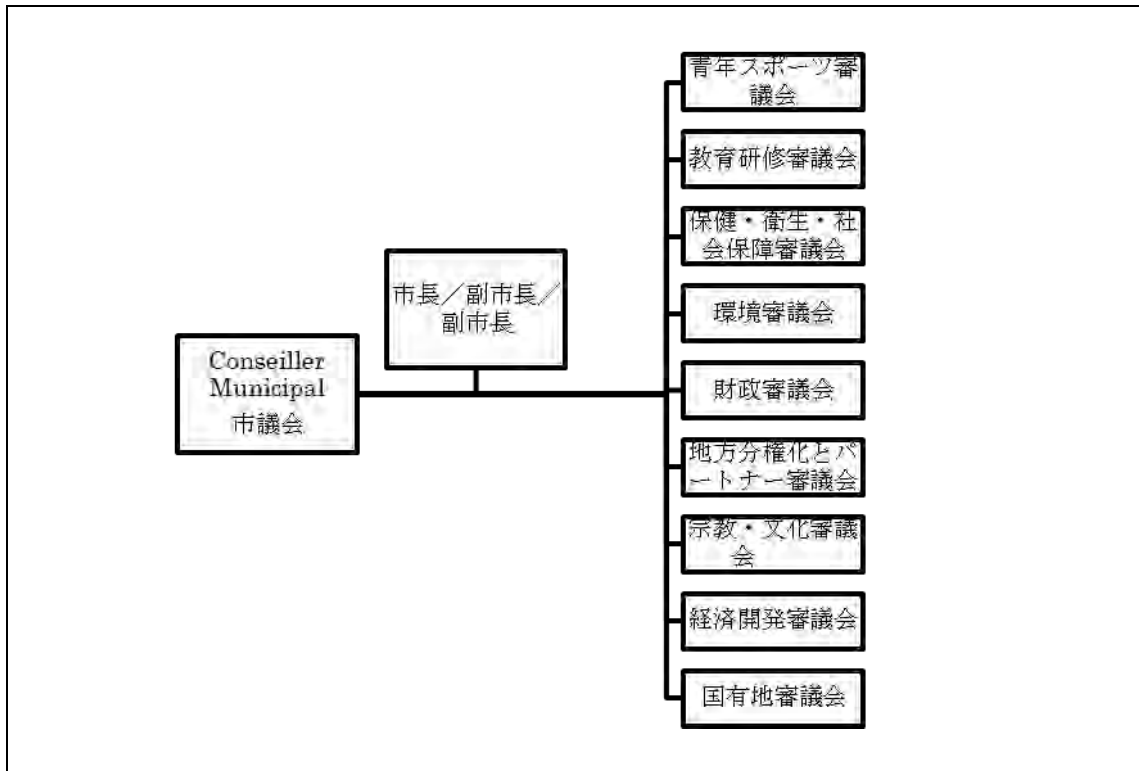 青年スポーツ審
議会
教育研修審議会
保健・衛生・社
会保障審議会
市長／副市長／
副市長
環境審議会
Conseiller
Municipal
市議会
財政審議会
地方分権化とパ
ートナー審議会
宗教・文化審議
会
経済開発審議会
国有地審議会